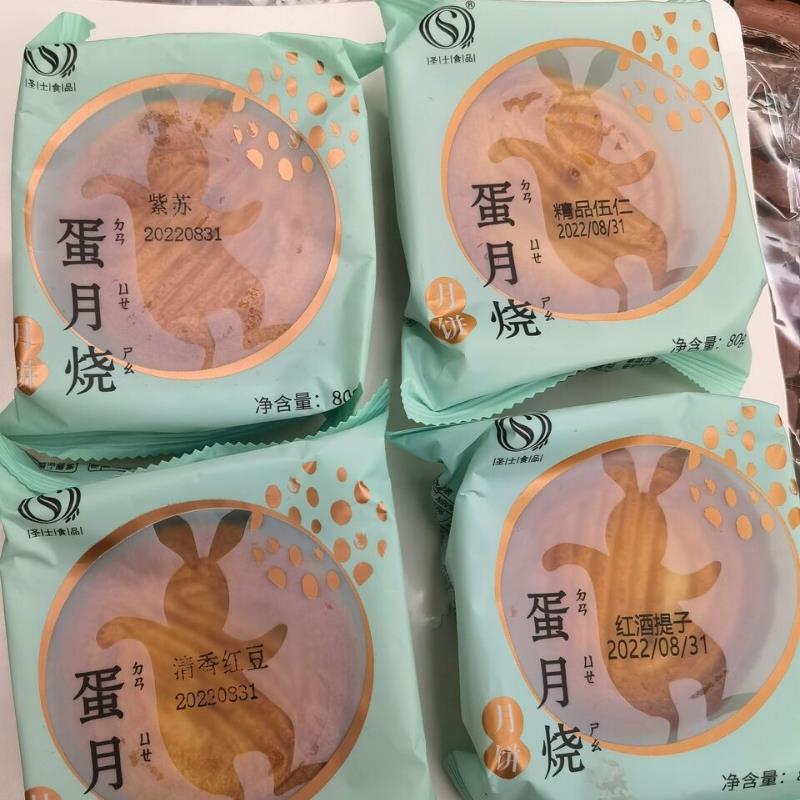 |圣|士|食|品|
紫苏
20220831
蛋月烧
ㄉㄢ
ㄩㄝ
ㄕㄠ
月饼
净含量: 80g
®
|圣|士|食|品|
精品伍仁
2022/08/31
蛋月烧
ㄉㄢ
ㄩㄝ
ㄕㄠ
月饼
净含量: 80g
|圣|士|食|品|
清香红豆
20220831
蛋月
ㄉㄢ
ㄩㄝ
月
|圣|士|食|品|
红酒提子
2022/08/31
蛋月烧
ㄉㄢ
ㄩㄝ
ㄕㄠ
月饼
净含量: